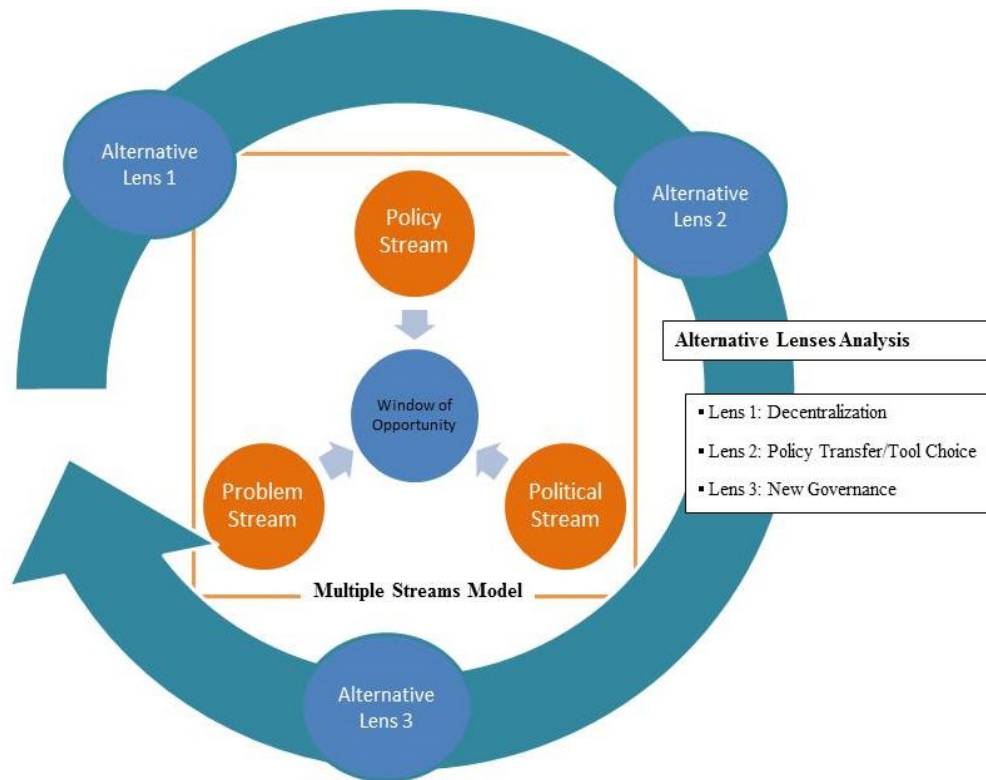 Alternative
Lens 1
Alternative
Lens 2
Policy
Stream
Alternative Lenses Analysis
Window of
Opportunity
▪ Lens 1: Decentralization
▪ Lens 2: Policy Transfer/Tool Choice
▪ Lens 3: New Governance
Problem
Stream
Political
Stream
Multiple Streams Model
Alternative
Lens 3